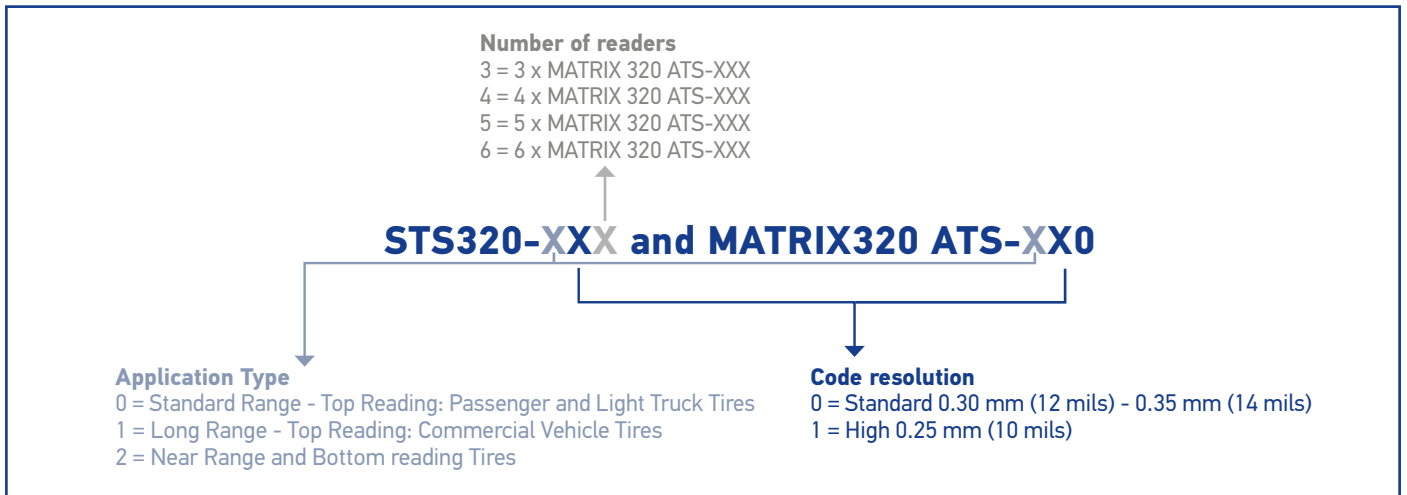 Number of readers
3 = 3 x MATRIX 320 ATS-XXX
4 = 4 x MATRIX 320 ATS-XXX
5 = 5 x MATRIX 320 ATS-XXX
6 = 6 x MATRIX 320 ATS-XXX
STS320-XXX and MATRIX320 ATS-XX0
Application Type
0 = Standard Range - Top Reading: Passenger and Light Truck Tires
1 = Long Range - Top Reading: Commercial Vehicle Tires
2 = Near Range and Bottom reading Tires
Code resolution
0 = Standard 0.30 mm (12 mils) - 0.35 mm (14 mils)
1 = High 0.25 mm (10 mils)